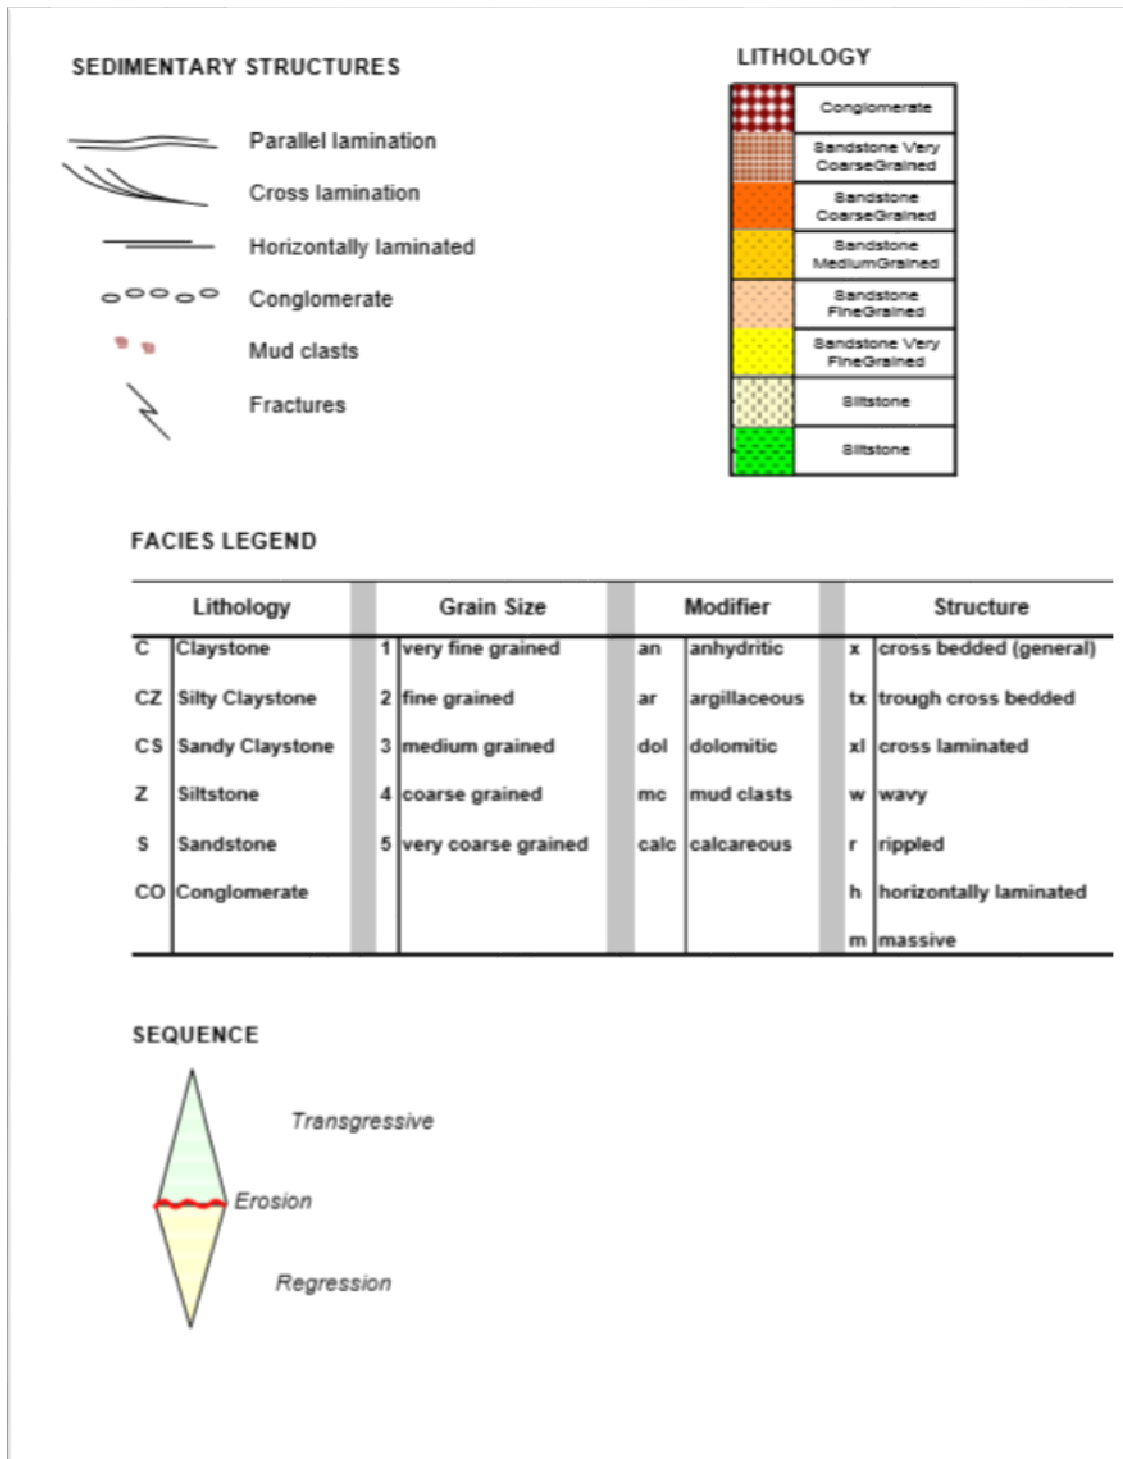 SEDIMENTARY STRUCTURES
Parallel lamination
Cross lamination
Horizontally laminated
Conglomerate
Mud clasts
Fractures
LITHOLOGY
Conglomerate
Sandstone Very
CoarseGrained
Sandstone
CoarseGrained
Sandstone
MediumGrained
Sandstone
FineGrained
Sandstone Very
FineGrained
Siltstone
Siltstone
FACIES LEGEND
Lithology Grain Size Modifier Structure
C Claystone 1 very fine grained an anhydritic x cross bedded (general)
CZ Silty Claystone 2 fine grained ar argillaceous tx trough cross bedded
CS Sandy Claystone 3 medium grained dol dolomitic xl cross laminated
Z Siltstone 4 coarse grained mc mud clasts w wavy
S Sandstone 5 very coarse grained calc calcareous r rippled
CO Conglomerate h horizontally laminated
m massive
SEQUENCE
Transgressive
Erosion
Regression